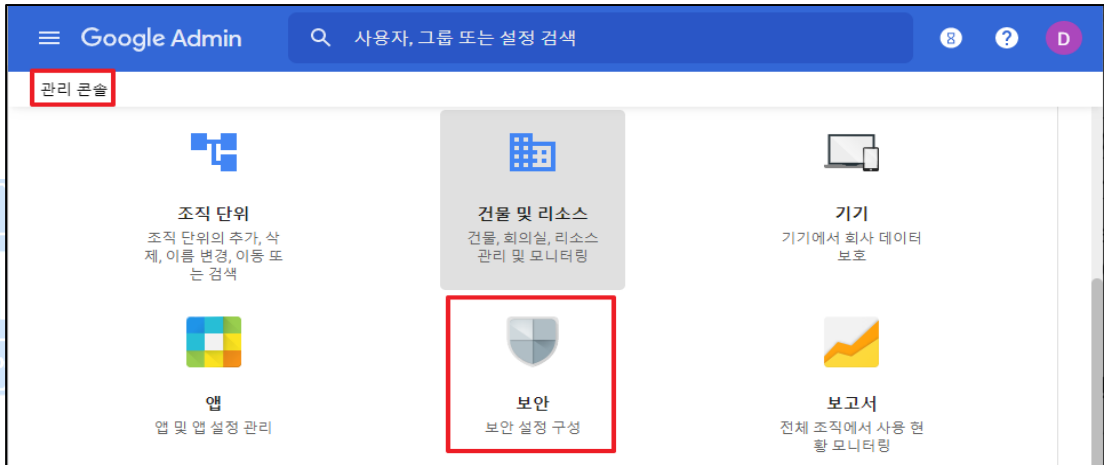 Google Admin
사용자, 그룹 또는 설정 검색
D
관리 콘솔
조직 단위
조직 단위의 추가, 삭
제, 이름 변경, 이동 또
는 검색
건물 및 리소스
건물, 회의실, 리소스
관리 및 모니터링
기기
기기에서 회사 데이터
보호
앱
앱 및 앱 설정 관리
보안
보안 설정 구성
보고서
전체 조직에서 사용 현
황 모니터링